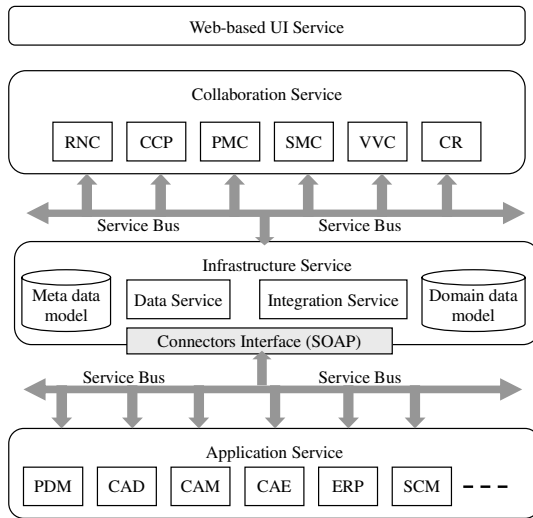 Web-based UI Service
Collaboration Service
RNC CCP PMC SMC VVC CR
Service Bus Service Bus
Infrastructure Service
Meta data
model
Data Service
Integration Service
Domain data
model
Connectors Interface (SOAP)
Service Bus Service Bus
Application Service
PDM CAD CAM CAE ERP SCM